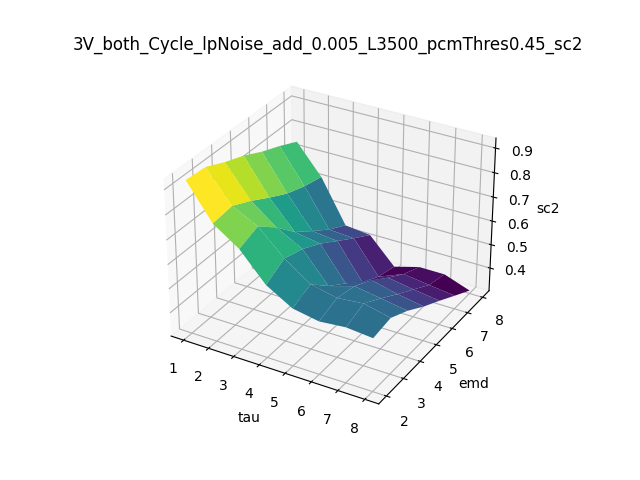 3V_both_Cycle_lpNoise_add_0.005_L3500_pcmThres0.45_sc2
0.9
0.8
0.7
0.6
0.5
0.4
sc2
1 2 3 4 5 6 7 8
tau
2 3 4 5 6 7 8
emd